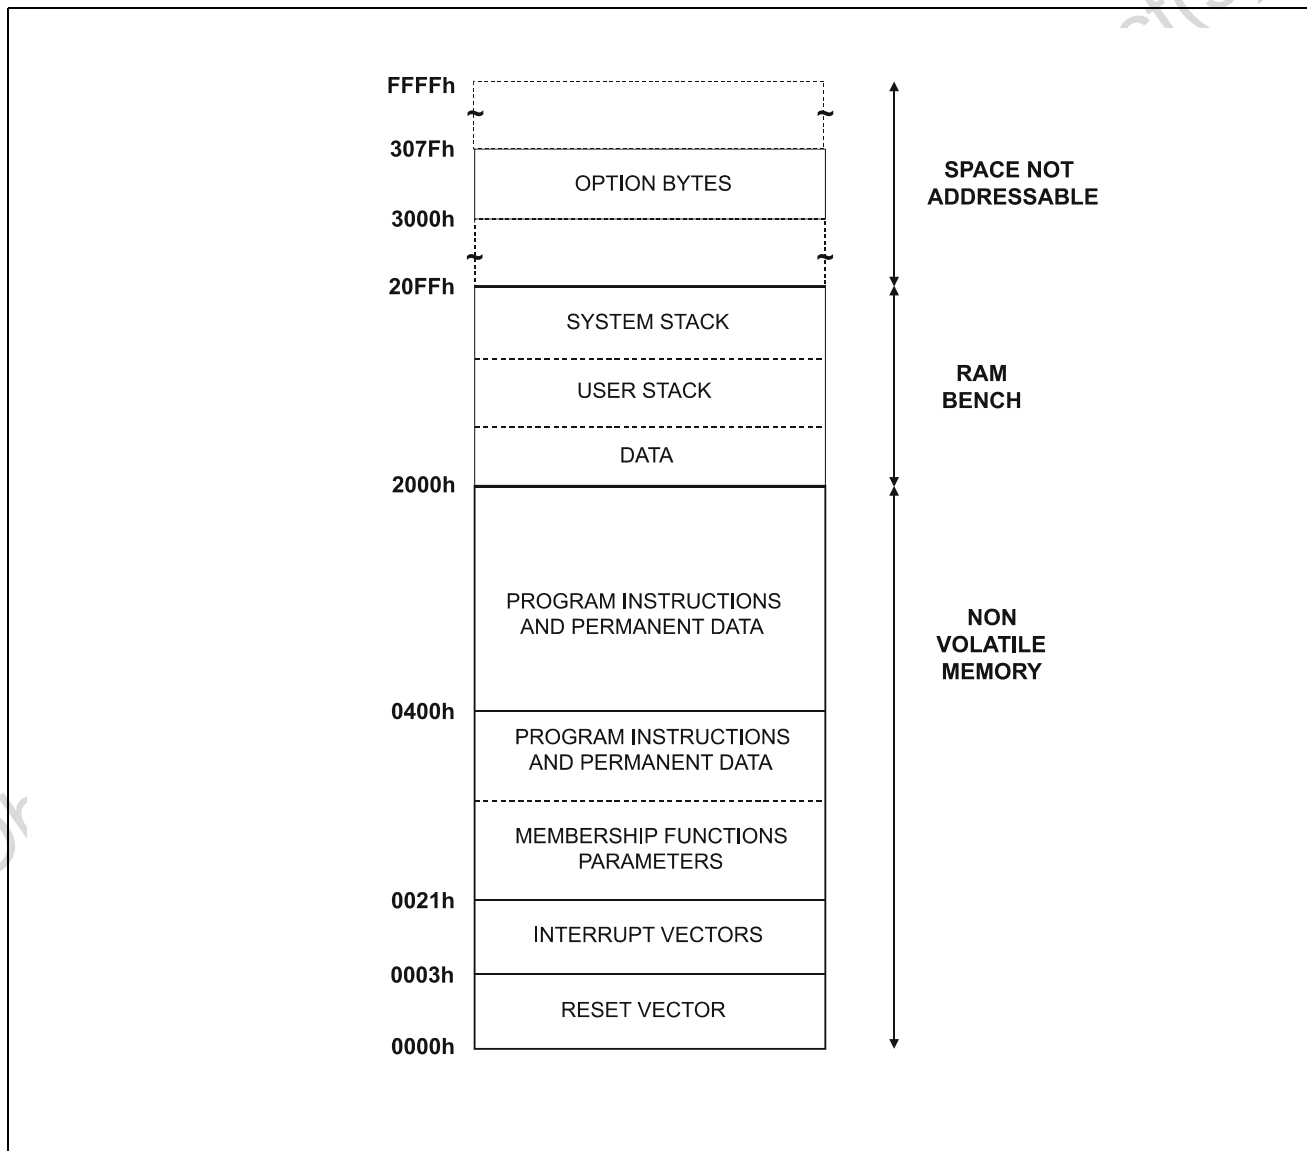 FFFFh
307Fh
OPTION BYTES
3000h
SPACE NOT
ADDRESSABLE
20FFh
SYSTEM STACK
USER STACK
DATA
RAM
BENCH
2000h
PROGRAM INSTRUCTIONS
AND PERMANENT DATA
NON
VOLATILE
MEMORY
0400h
PROGRAM INSTRUCTIONS
AND PERMANENT DATA
MEMBERSHIP FUNCTIONS
PARAMETERS
0021h
INTERRUPT VECTORS
0003h
RESET VECTOR
0000h